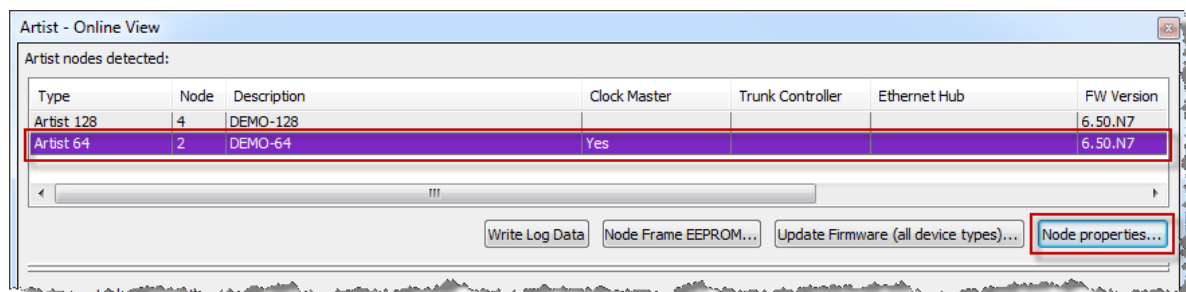 Artist - Online View
Artist nodes detected:
Type Node Description Clock Master Trunk Controller Ethernet Hub FW Version
Artist 128 4 DEMO-128 6.50.N7
Artist 64 2 DEMO-64 Yes 6.50.N7
Write Log Data Node Frame EEPROM... Update Firmware (all device types)... Node properties...